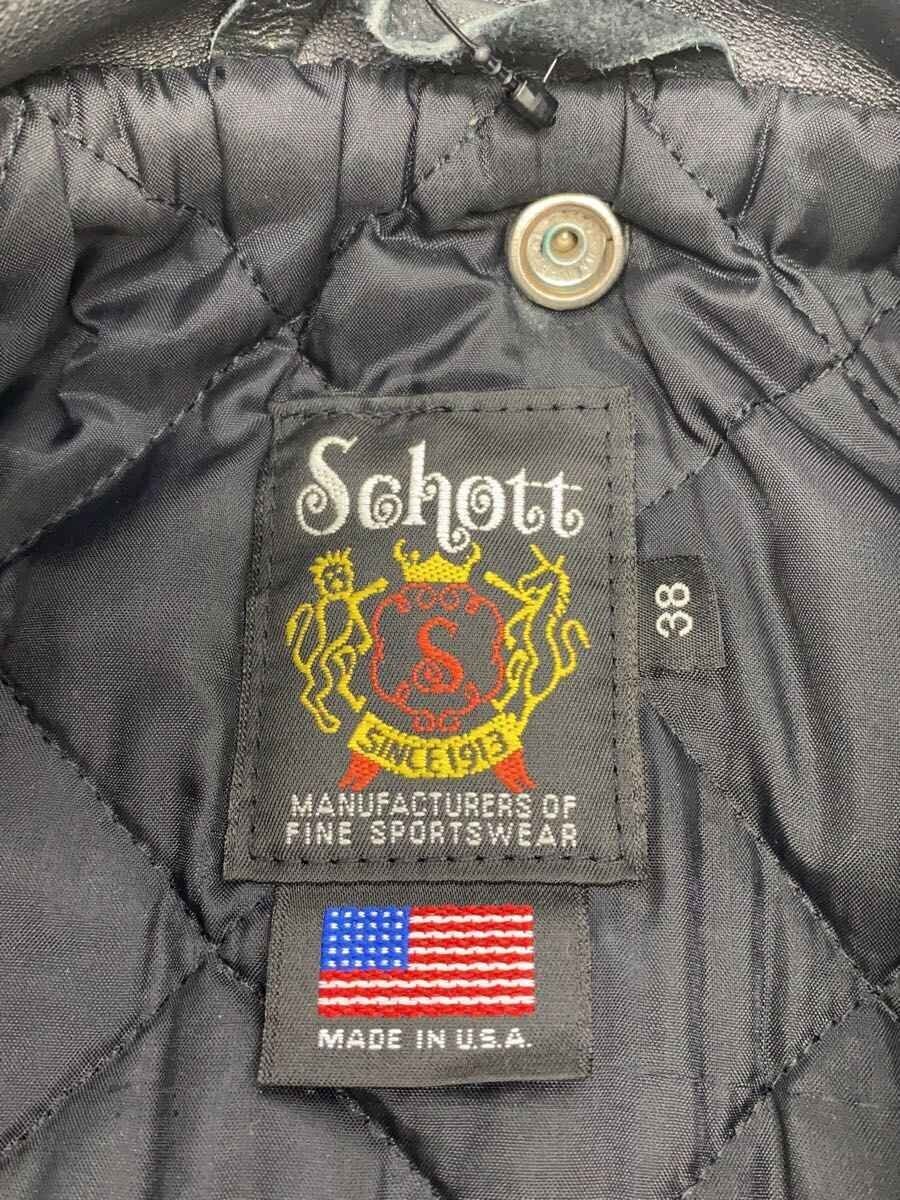 Schott
38
S
SINCE 1913
MANUFACTURERS OF
FINE SPORTSWEAR
MADE IN U.S.A.